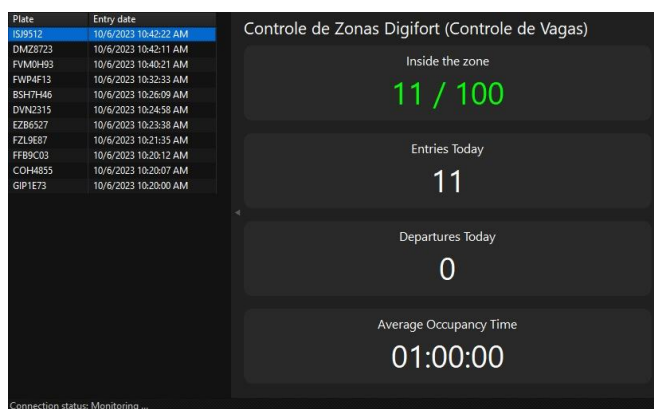 Plate Entry date
ISJ9512 10/6/2023 10:42:22 AM
DMZ8723 10/6/2023 10:42:11 AM
FVM0H93 10/6/2023 10:40:21 AM
FWP4F13 10/6/2023 10:32:33 AM
BSH7H46 10/6/2023 10:26:09 AM
DVN2315 10/6/2023 10:24:58 AM
EZB6527 10/6/2023 10:23:38 AM
FZL9E87 10/6/2023 10:21:35 AM
FFB9C03 10/6/2023 10:20:12 AM
COH4855 10/6/2023 10:20:07 AM
GIP1E73 10/6/2023 10:20:00 AM
Controle de Zonas Digifort (Controle de Vagas)
Inside the zone
11 / 100
Entries Today
11
Departures Today
0
Average Occupancy Time
01:00:00
Connection status: Monitoring ...